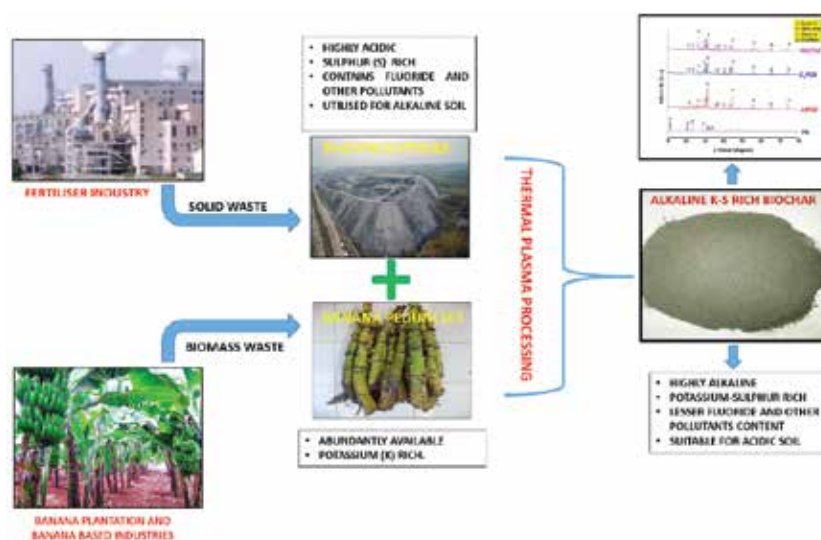 • HIGHLY ACIDIC
• SULPHUR (S) RICH
• CONTAINS FLUORIDE AND
OTHER POLLUTANTS
• UTILISED FOR ALKALINE SOIL
FERTILISER INDUSTRY
SOLID WASTE
THERMAL PLASMA PROCESSING
ALKALINE K-S RICH BIOCHAR
BANANA PEDUNCLES
BIOMASS WASTE
• ABUNDANTLY AVAILABLE
• POTASSIUM (K) RICH.
• HIGHLY ALKALINE
• POTASSIUM-SULPHUR RICH
• LESSER FLUORIDE AND OTHER
POLLUTANTS CONTENT
• SUITABLE FOR ACIDIC SOIL
BANANA PLANTATION AND
BANANA BASED INDUSTRIES